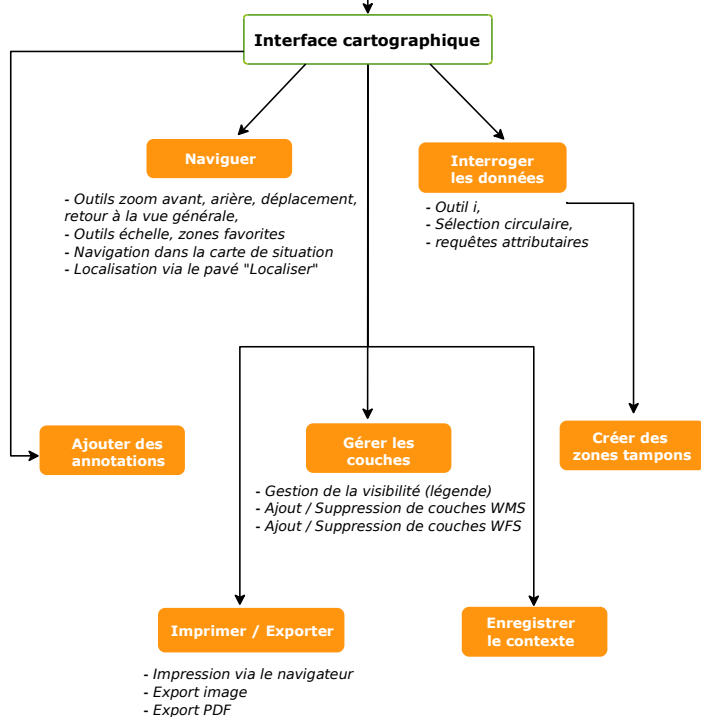 Interface cartographique
Naviguer
- Outils zoom avant, arière, déplacement,
retour à la vue générale,
- Outils échelle, zones favorites
- Navigation dans la carte de situation
- Localisation via le pavé "Localiser"
Interroger
les données
- Outil i,
- Sélection circulaire,
- requêtes attributaires
Ajouter des
annotations
Gérer les
couches
- Gestion de la visibilité (légende)
- Ajout / Suppression de couches WMS
- Ajout / Suppression de couches WFS
Créer des
zones tampons
Imprimer / Exporter
- Impression via le navigateur
- Export image
- Export PDF
Enregistrer
le contexte